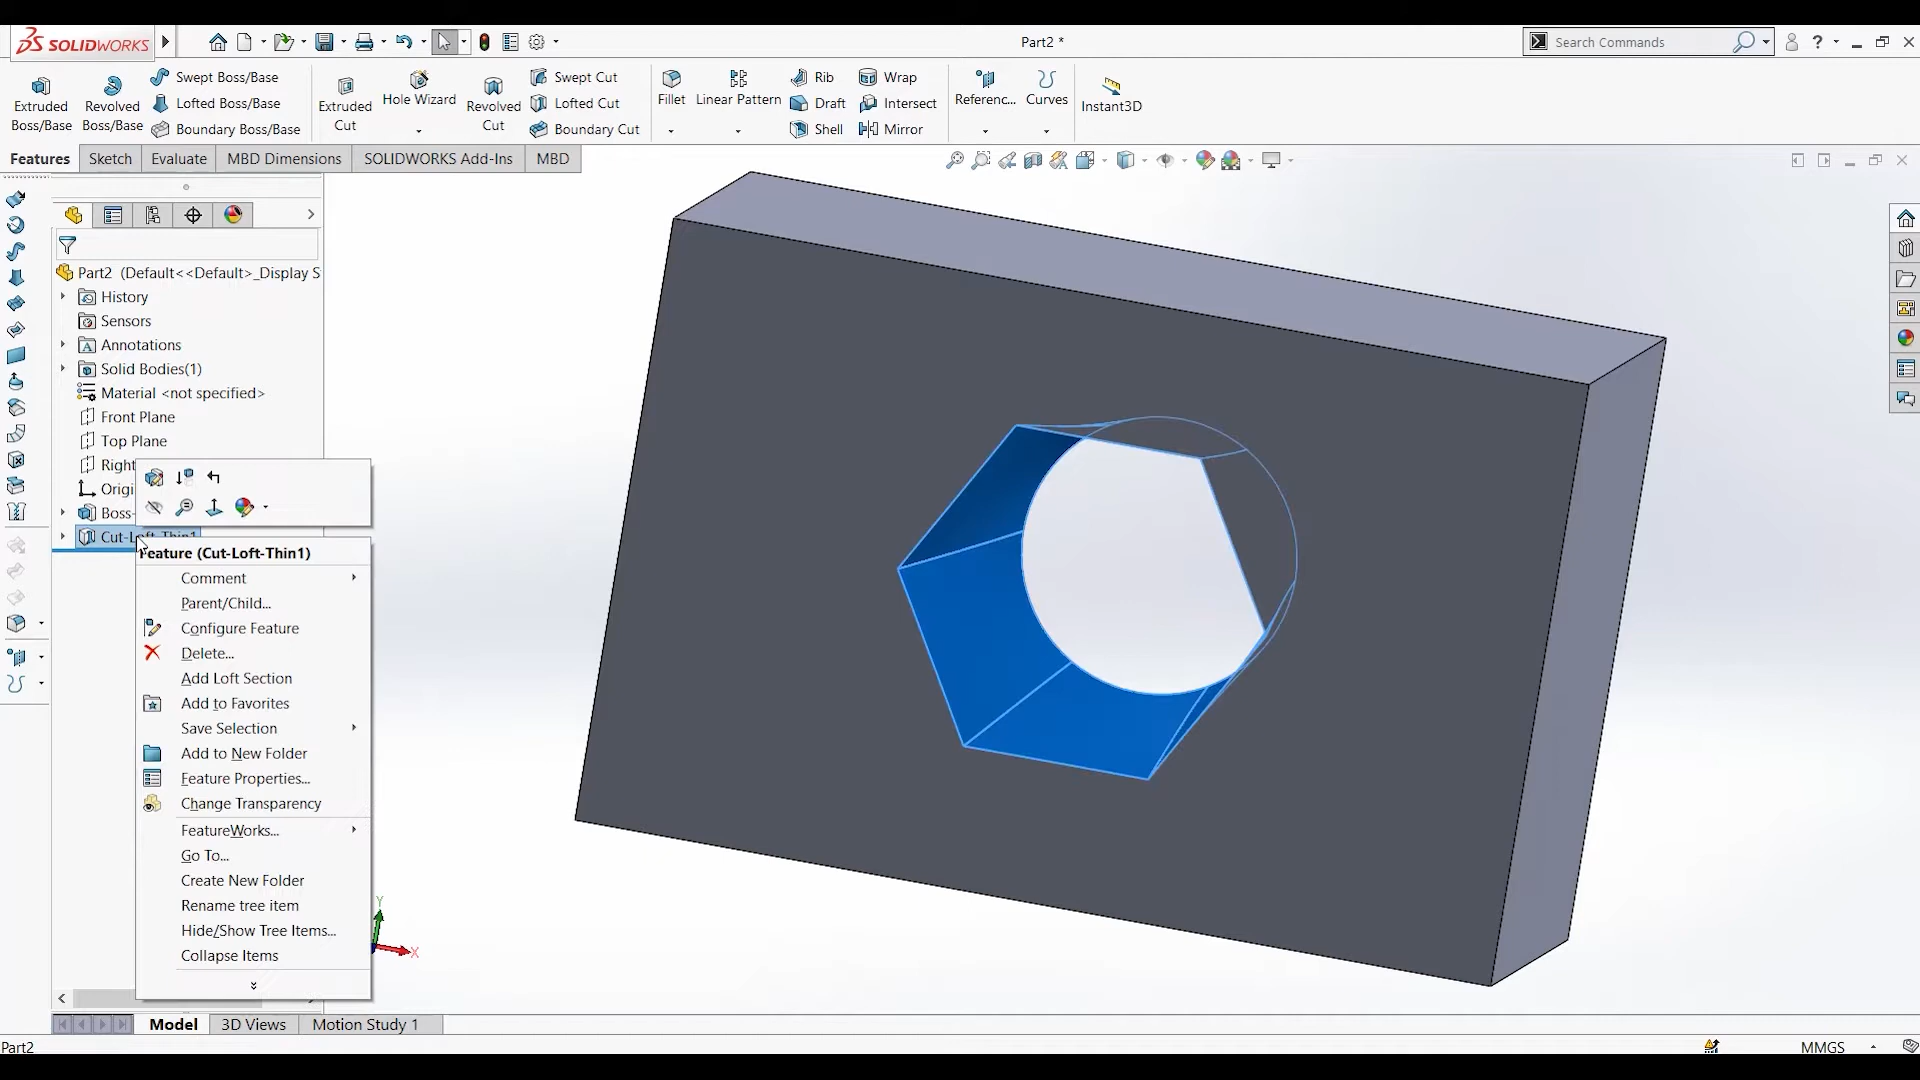 SOLIDWORKS
Part2 *
Search Commands
Extruded Boss/Base
Revolved Boss/Base
Swept Boss/Base
Lofted Boss/Base
Boundary Boss/Base
Extruded Cut
Hole Wizard
Revolved Cut
Swept Cut
Lofted Cut
Boundary Cut
Fillet
Linear Pattern
Rib
Draft
Shell
Wrap
Intersect
Mirror
Referenc...
Curves
Instant3D
Features
Sketch
Evaluate
MBD Dimensions
SOLIDWORKS Add-Ins
MBD
Part2 (Default<<Default>_Display S
History
Sensors
Annotations
Solid Bodies(1)
Material <not specified>
Front Plane
Top Plane
Right
Origi
Boss-
Cut-Loft-Thin1
Feature (Cut-Loft-Thin1)
Comment
Parent/Child...
Configure Feature
Delete...
Add Loft Section
Add to Favorites
Save Selection
Add to New Folder
Feature Properties...
Change Transparency
FeatureWorks...
Go To...
Create New Folder
Rename tree item
Hide/Show Tree Items...
Collapse Items
Y
X
Model
3D Views
Motion Study 1
Part2
MMGS